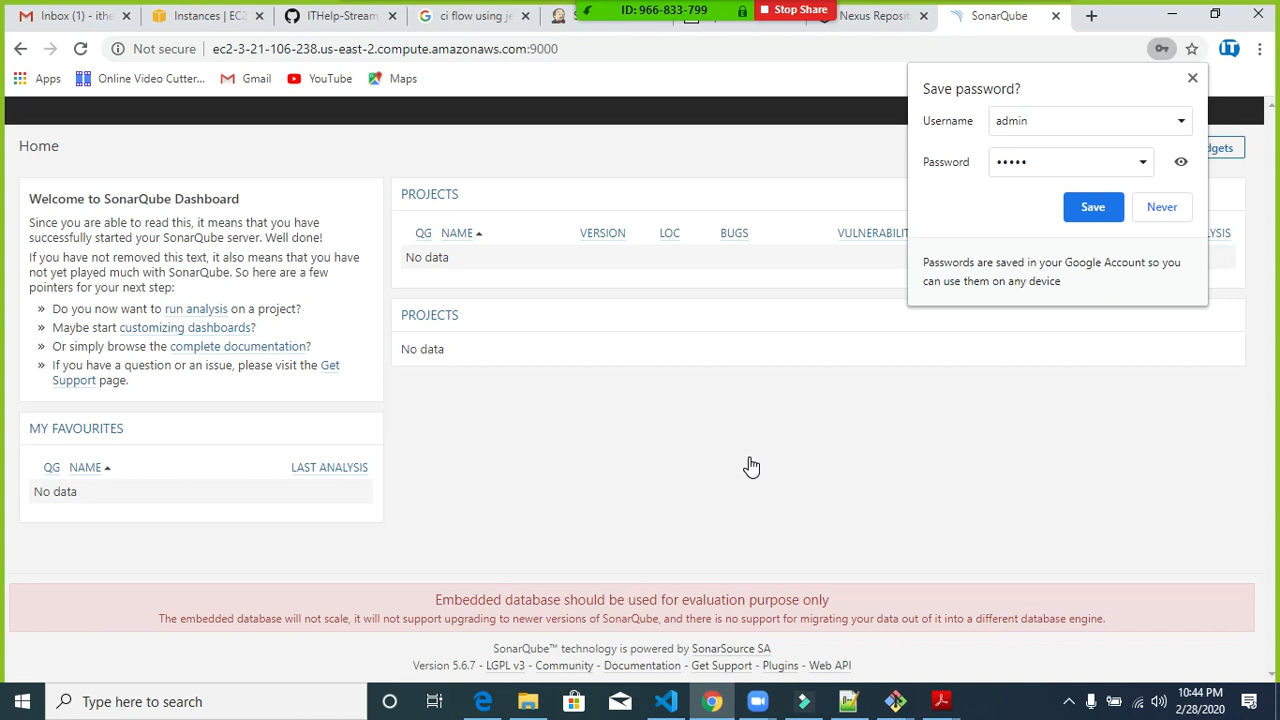 Inbox (1) - ithe
Instances | EC2
ITHelp-Stream
ci flow using je
S
ID: 966-833-799
Stop Share
Nexus Reposit
SonarQube
Not secure
ec2-3-21-106-238.us-east-2.compute.amazonaws.com:9000
IT
Apps
Online Video Cutter...
Gmail
YouTube
Maps
Save password?
Username
admin
Password
•••••
Save
Never
Passwords are saved in your Google Account so you
can use them on any device
Home
dgets
Welcome to SonarQube Dashboard
Since you are able to read this, it means that you have
successfully started your SonarQube server. Well done!
If you have not removed this text, it also means that you have
not yet played much with SonarQube. So here are a few
pointers for your next step:
» Do you now want to run analysis on a project?
» Maybe start customizing dashboards?
» Or simply browse the complete documentation?
» If you have a question or an issue, please visit the Get
Support page.
MY FAVOURITES
QG NAME LAST ANALYSIS
No data
PROJECTS
QG NAME VERSION LOC BUGS VULNERABILIT YSIS
No data
PROJECTS
No data
Embedded database should be used for evaluation purpose only
The embedded database will not scale, it will not support upgrading to newer versions of SonarQube, and there is no support for migrating your data out of it into a different database engine.
SonarQube™ technology is powered by SonarSource SA
Version 5.6.7 - LGPL v3 - Community - Documentation - Get Support - Plugins - Web API
Type here to search
10:44 PM
2/28/2020